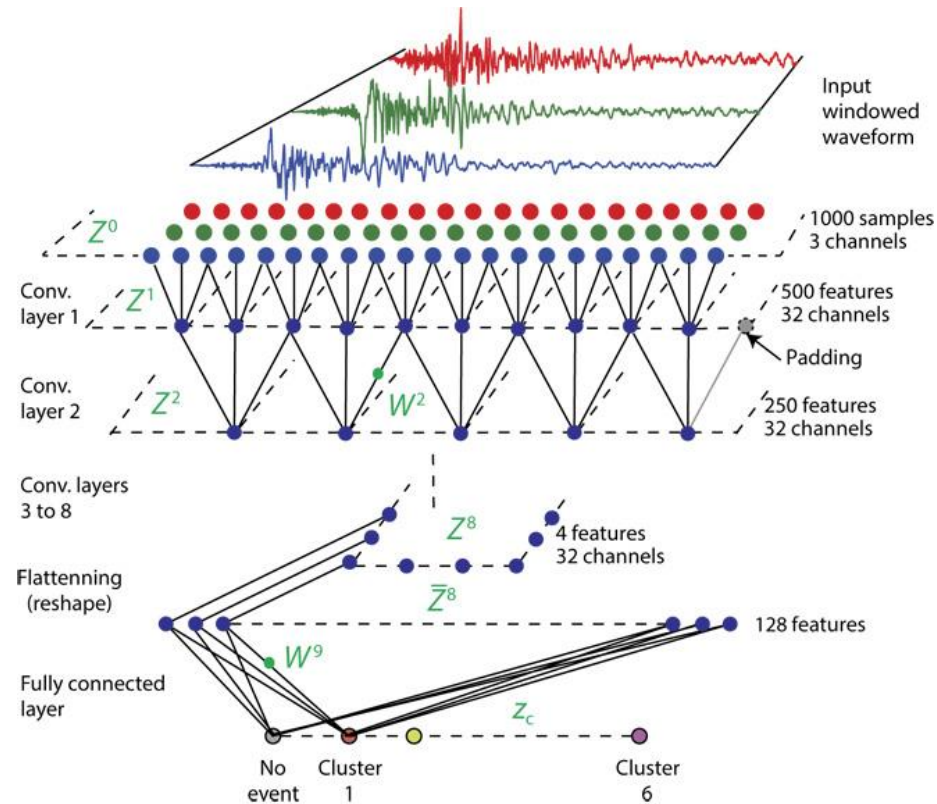 Input
windowed
waveform
Z⁰
1000 samples
3 channels
Conv.
layer 1
Z¹
500 features
32 channels
Padding
Conv.
layer 2
Z²
W²
250 features
32 channels
Conv. layers
3 to 8
Z⁸
4 features
32 channels
Flattenning
(reshape)
Z̅⁸
128 features
W⁹
Fully connected
layer
z_c
No
event
Cluster
1
Cluster
6